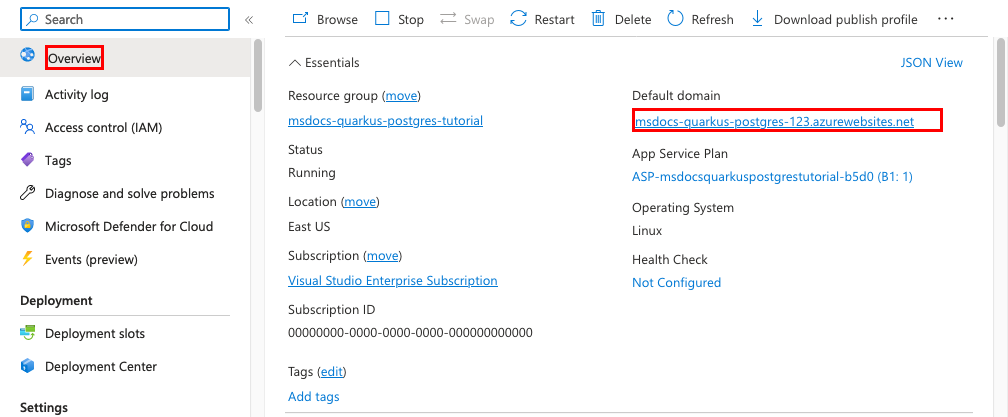 Search
«
Overview
Activity log
Access control (IAM)
Tags
Diagnose and solve problems
Microsoft Defender for Cloud
Events (preview)
Deployment
Deployment slots
Deployment Center
Settings
Browse Stop Swap Restart Delete Refresh Download publish profile ···
Essentials
JSON View
Resource group (move)
msdocs-quarkus-postgres-tutorial
Status
Running
Location (move)
East US
Subscription (move)
Visual Studio Enterprise Subscription
Subscription ID
00000000-0000-0000-0000-000000000000
Tags (edit)
Add tags
Default domain
msdocs-quarkus-postgres-123.azurewebsites.net
App Service Plan
ASP-msdocsquarkuspostgrestutorial-b5d0 (B1: 1)
Operating System
Linux
Health Check
Not Configured